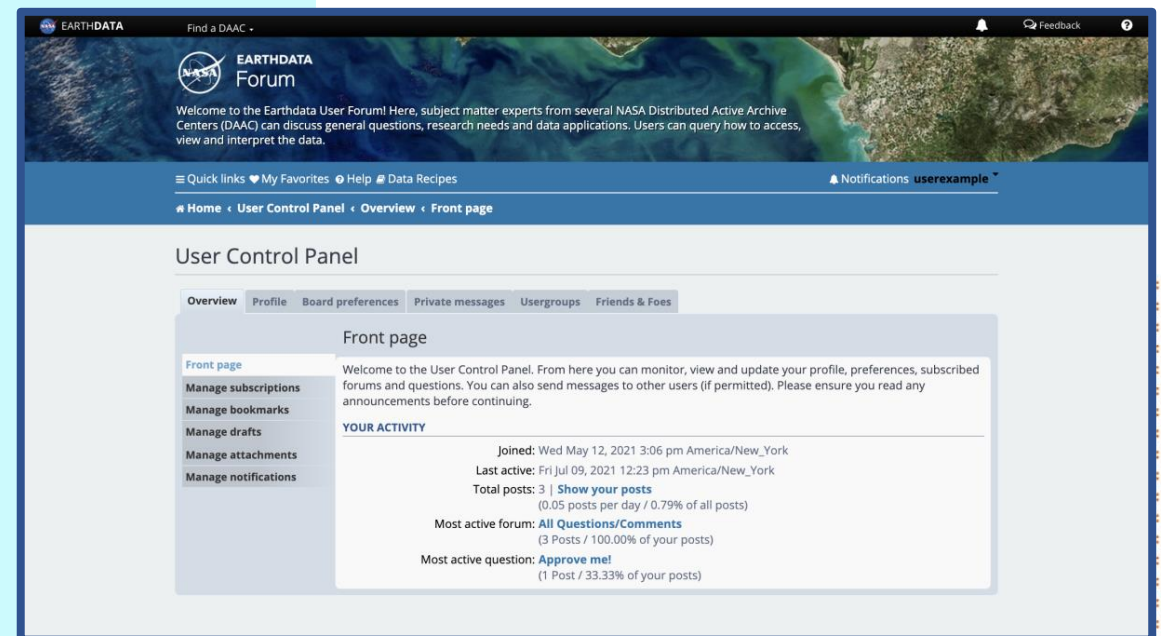 EARTHDATA
Find a DAAC
Feedback
NASA
EARTHDATA
Forum
Welcome to the Earthdata User Forum! Here, subject matter experts from several NASA Distributed Active Archive
Centers (DAAC) can discuss general questions, research needs and data applications. Users can query how to access,
view and interpret the data.
Quick links My Favorites Help Data Recipes
Notifications userexample
Home ‹ User Control Panel ‹ Overview ‹ Front page
User Control Panel
Overview Profile Board preferences Private messages Usergroups Friends & Foes
Front page
Front page
Manage subscriptions
Manage bookmarks
Manage drafts
Manage attachments
Manage notifications
Welcome to the User Control Panel. From here you can monitor, view and update your profile, preferences, subscribed
forums and questions. You can also send messages to other users (if permitted). Please ensure you read any
announcements before continuing.
YOUR ACTIVITY
Joined: Wed May 12, 2021 3:06 pm America/New_York
Last active: Fri Jul 09, 2021 12:23 pm America/New_York
Total posts: 3 | Show your posts
(0.05 posts per day / 0.79% of all posts)
Most active forum: All Questions/Comments
(3 Posts / 100.00% of your posts)
Most active question: Approve me!
(1 Post / 33.33% of your posts)